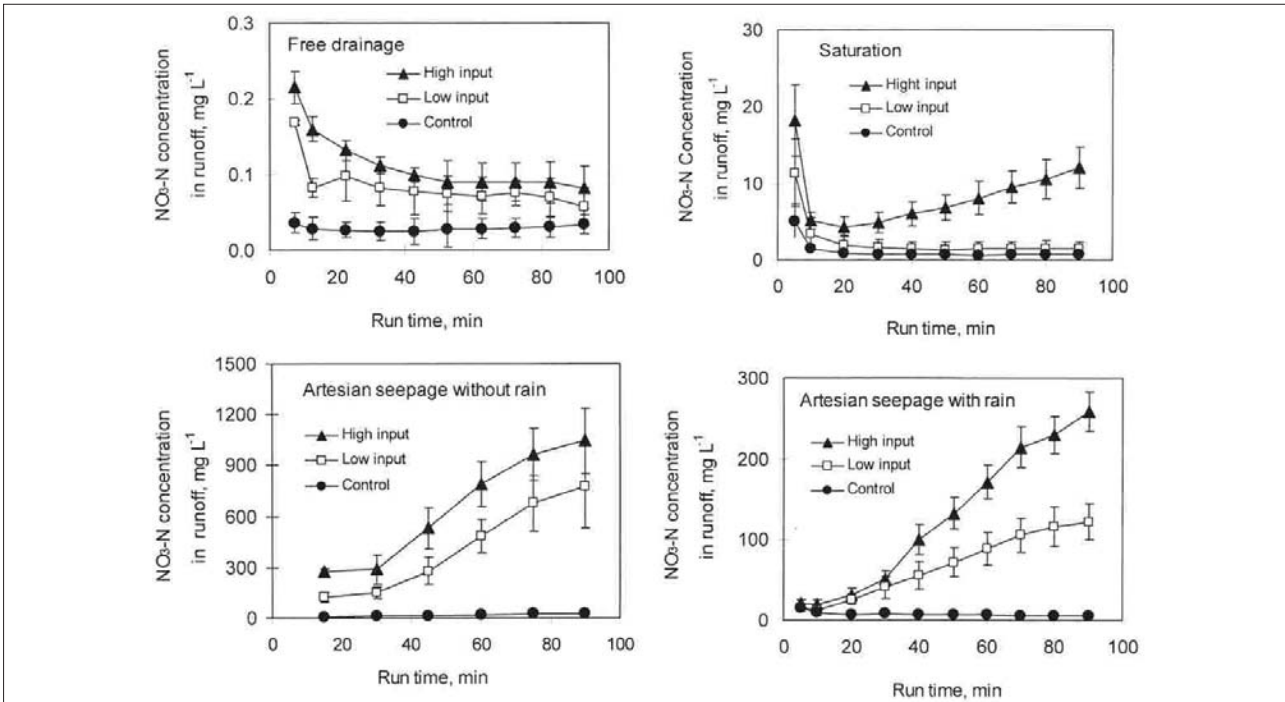 NO₃-N concentration
in runoff, mg L⁻¹
0.3
0.2
0.1
0.0
Free drainage
High input
Low input
Control
0 20 40 60 80 100
Run time, min
NO₃-N Concentration
in runoff, mg L⁻¹
30
20
10
0
Saturation
Hight input
Low input
Control
0 20 40 60 80 100
Run time, min
NO₃-N concentration
in runoff, mg L⁻¹
1500
1200
900
600
300
0
Artesian seepage without rain
High input
Low input
Control
0 20 40 60 80 100
Run time, min
NO₃-N concentration
in runoff, mg L⁻¹
300
200
100
0
Artesian seepage with rain
High input
Low input
Control
0 20 40 60 80 100
Run time, min